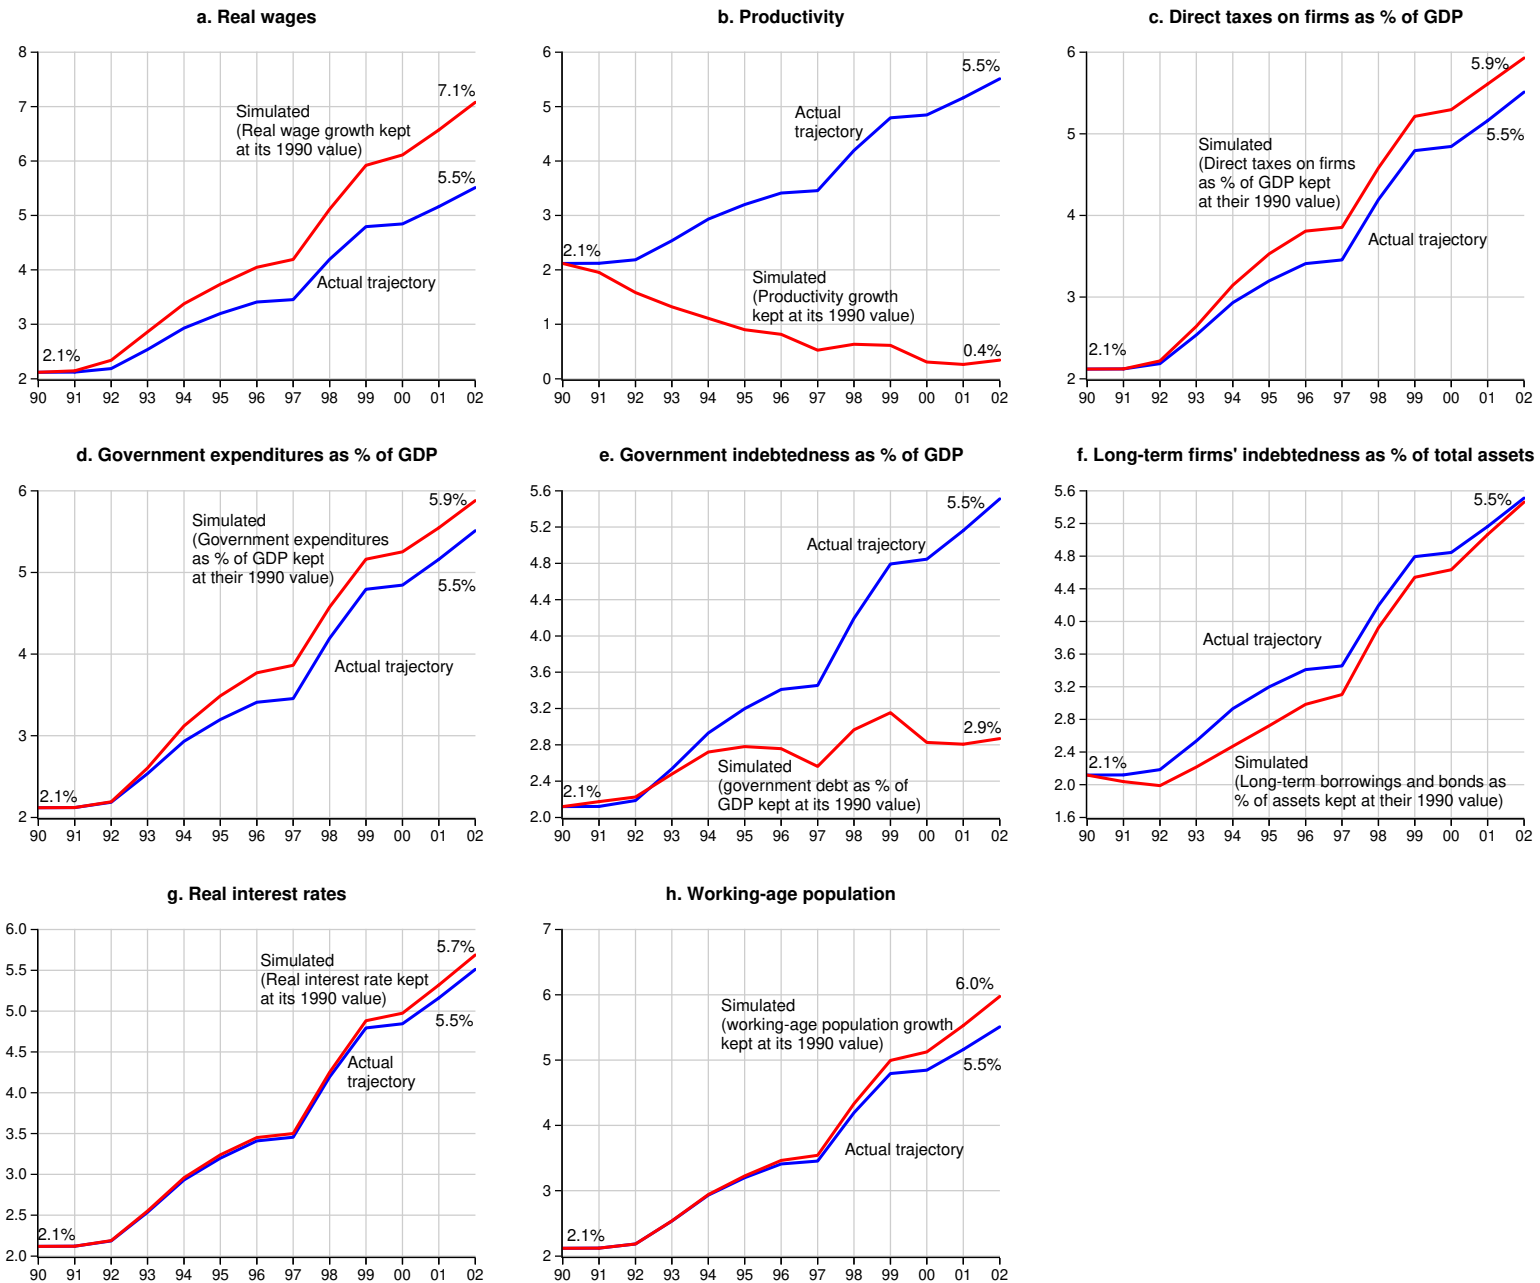 a. Real wages
8
7
6
5
4
3
2
7.1%
Simulated
(Real wage growth kept
at its 1990 value)
5.5%
Actual trajectory
2.1%
90 91 92 93 94 95 96 97 98 99 00 01 02
b. Productivity
6
5
4
3
2
1
0
5.5%
Actual
trajectory
2.1%
Simulated
(Productivity growth
kept at its 1990 value)
0.4%
90 91 92 93 94 95 96 97 98 99 00 01 02
c. Direct taxes on firms as % of GDP
6
5
4
3
2
5.9%
5.5%
Simulated
(Direct taxes on firms
as % of GDP kept
at their 1990 value)
Actual trajectory
2.1%
90 91 92 93 94 95 96 97 98 99 00 01 02
d. Government expenditures as % of GDP
6
5
4
3
2
5.9%
Simulated
(Government expenditures
as % of GDP kept
at their 1990 value)
5.5%
Actual trajectory
2.1%
90 91 92 93 94 95 96 97 98 99 00 01 02
e. Government indebtedness as % of GDP
5.6
5.2
4.8
4.4
4.0
3.6
3.2
2.8
2.4
2.0
5.5%
Actual trajectory
2.9%
Simulated
(government debt as % of
GDP kept at its 1990 value)
2.1%
90 91 92 93 94 95 96 97 98 99 00 01 02
f. Long-term firms' indebtedness as % of total assets
5.6
5.2
4.8
4.4
4.0
3.6
3.2
2.8
2.4
2.0
1.6
5.5%
Actual trajectory
2.1%
Simulated
(Long-term borrowings and bonds as
% of assets kept at their 1990 value)
90 91 92 93 94 95 96 97 98 99 00 01 02
g. Real interest rates
6.0
5.5
5.0
4.5
4.0
3.5
3.0
2.5
2.0
5.7%
Simulated
(Real interest rate kept
at its 1990 value)
5.5%
Actual
trajectory
2.1%
90 91 92 93 94 95 96 97 98 99 00 01 02
h. Working-age population
7
6
5
4
3
2
6.0%
Simulated
(working-age population growth
kept at its 1990 value)
5.5%
Actual trajectory
2.1%
90 91 92 93 94 95 96 97 98 99 00 01 02